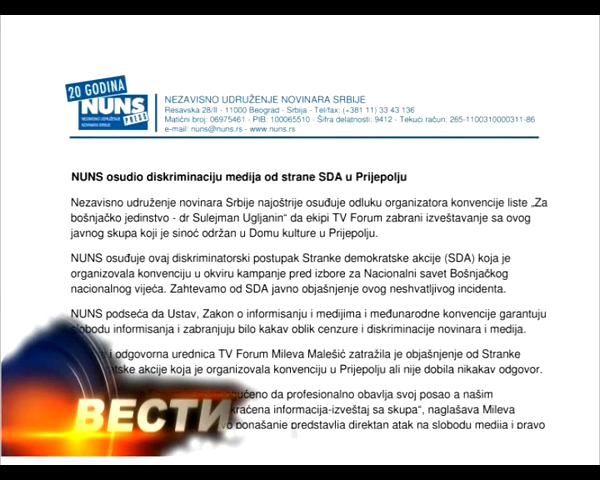 20 GODINA
NUNS
PRESS
NEZAVISNO UDRUŽENJE
NOVINARA SRBIJE
NEZAVISNO UDRUŽENJE NOVINARA SRBIJE
Resavska 28/II - 11000 Beograd - Srbija - Tel/fax: (+381 11) 33 43 136
Matični broj: 06975461 - PIB: 100065510 - Šifra delatnosti: 9412 - Tekući račun: 265-1100310000311-86
e-mail: nuns@nuns.rs - www.nuns.rs
NUNS osudio diskriminaciju medija od strane SDA u Prijepolju
Nezavisno udruženje novinara Srbije najoštrije osuđuje odluku organizatora konvencije liste „Za
bošnjačko jedinstvo - dr Sulejman Ugljanin“ da ekipi TV Forum zabrani izveštavanje sa ovog
javnog skupa koji je sinoć održan u Domu kulture u Prijepolju.
NUNS osuđuje ovaj diskriminatorski postupak Stranke demokratske akcije (SDA) koja je
organizovala konvenciju u okviru kampanje pred izbore za Nacionalni savet Bošnjačkog
nacionalnog vijeća. Zahtevamo od SDA javno objašnjenje ovog neshvatljivog incidenta.
NUNS podseća da Ustav, Zakon o informisanju i medijima i međunarodne konvencije garantuju
slobodu informisanja i zabranjuju bilo kakav oblik cenzure i diskriminacije novinara i medija.
i odgovorna urednica TV Forum Mileva Malešić zatražila je objašnjenje od Stranke
atske akcije koja je organizovala konvenciju u Prijepolju ali nije dobila nikakav odgovor.
ućeno da profesionalno obavlja svoj posao a našim
kraćena informacija-izveštaj sa skupa“, naglašava Mileva
vo ponašanje predstavlja direktan atak na slobodu medija i pravo
ВЕСТИ